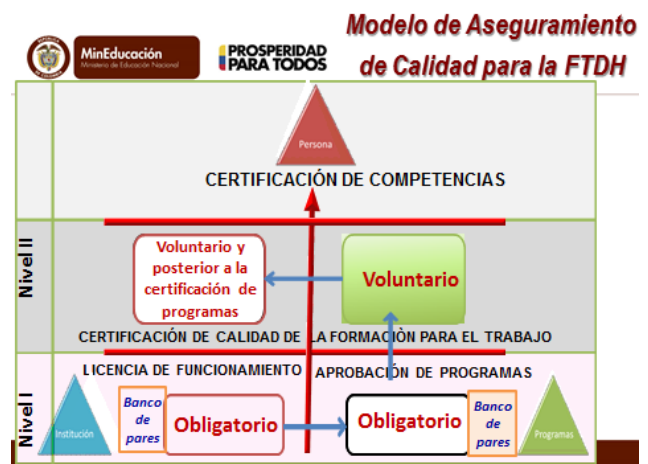 Modelo de Aseguramiento
de Calidad para la FTDH
MinEducación
Ministerio de Educación Nacional
PROSPERIDAD
PARA TODOS
Persona
CERTIFICACIÓN DE COMPETENCIAS
Nivel II
Voluntario y
posterior a la
certificación de
programas
Voluntario
CERTIFICACIÓN DE CALIDAD DE LA FORMACIÒN PARA EL TRABAJO
Nivel I
LICENCIA DE FUNCIONAMIENTO
APROBACIÓN DE PROGRAMAS
Institución
Banco
de
pares
Obligatorio
Obligatorio
Banco
de
pares
Programas